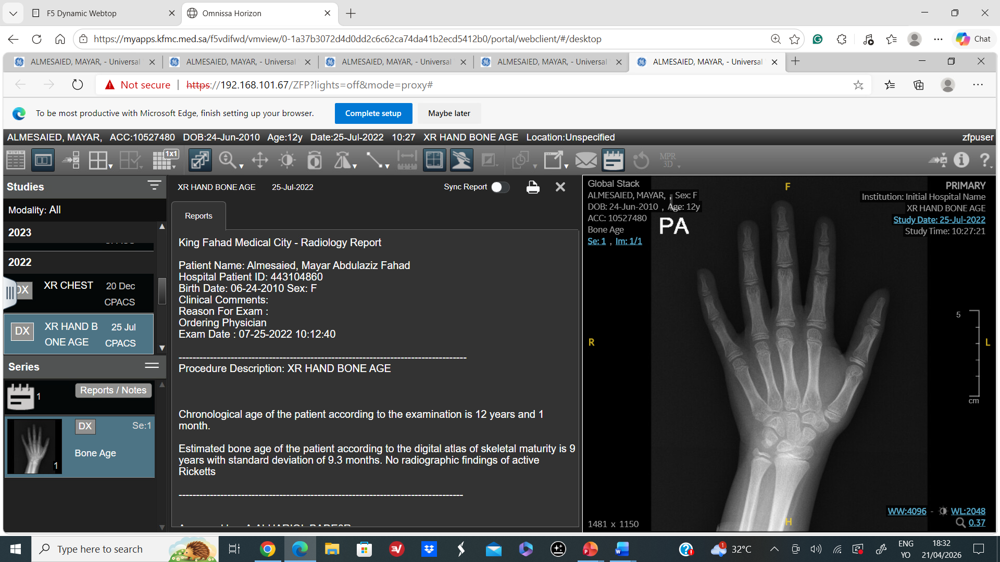 F5 Dynamic Webtop
Omnissa Horizon
https://myapps.kfmc.med.sa/f5vdifwd/vmview/0-1a37b3072d4d0dd2c6c62ca74da41b2ecd5412b0/portal/webclient/#/desktop
Chat
ALMESAIED, MAYAR, - Universal
ALMESAIED, MAYAR, - Universal
ALMESAIED, MAYAR, - Universal
ALMESAIED, MAYAR, - Universal
ALMESAIED, MAYAR, - Universal
Not secure
https://192.168.101.67/ZFP?lights=off&mode=proxy#
To be most productive with Microsoft Edge, finish setting up your browser.
Complete setup
Maybe later
ALMESAIED, MAYAR, ACC:10527480 DOB:24-Jun-2010 Age:12y Date:25-Jul-2022 10:27 XR HAND BONE AGE Location:Unspecified
zfpuser
1x1
MPR
3D
Studies
Modality: All
2023
2022
DX
XR CHEST
20 Dec
CPACS
DX
XR HAND B
ONE AGE
25 Jul
CPACS
Series
1
Reports / Notes
DX
Se:1
Bone Age
1
XR HAND BONE AGE
25-Jul-2022
Sync Report
Reports
King Fahad Medical City - Radiology Report
Patient Name: Almesaied, Mayar Abdulaziz Fahad
Hospital Patient ID: 443104860
Birth Date: 06-24-2010 Sex: F
Clinical Comments:
Reason For Exam :
Ordering Physician
Exam Date : 07-25-2022 10:12:40
Procedure Description: XR HAND BONE AGE
Chronological age of the patient according to the examination is 12 years and 1
month.
Estimated bone age of the patient according to the digital atlas of skeletal maturity is 9
years with standard deviation of 9.3 months. No radiographic findings of active
Ricketts
Global Stack
ALMESAIED, MAYAR, , Sex: F
DOB: 24-Jun-2010 , Age: 12y
ACC: 10527480
Bone Age
Se: 1 , Im: 1/1
PA
F
PRIMARY
Institution: Initial Hospital Name
XR HAND BONE AGE
Study Date: 25-Jul-2022
Study Time: 10:27:21
R
L
5
cm
H
1481 x 1150
WW:4096 - WL:2048
0.37
Type here to search
32°C
ENG
YO
18:32
21/04/2026